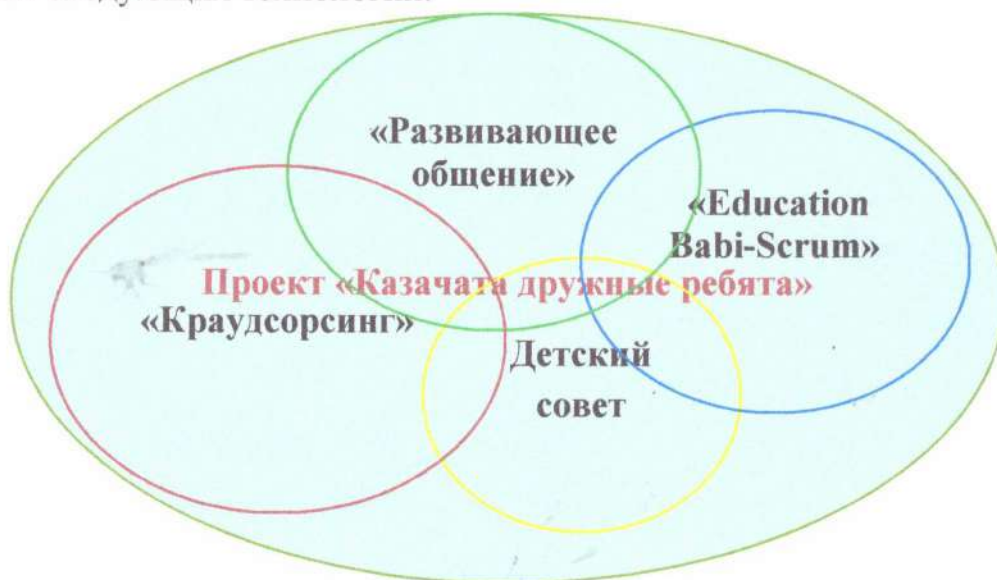 «Развивающее
общение»
«Education
Babi-Scrum»
Проект «Казачата дружные ребята»
«Краудсорсинг»
Детский
совет